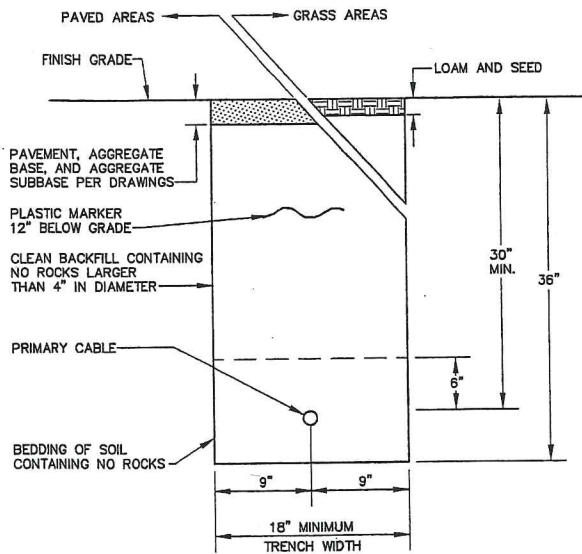 PAVED AREAS
GRASS AREAS
FINISH GRADE
LOAM AND SEED
PAVEMENT, AGGREGATE
BASE, AND AGGREGATE
SUBBASE PER DRAWINGS
PLASTIC MARKER
12" BELOW GRADE
CLEAN BACKFILL CONTAINING
NO ROCKS LARGER
THAN 4" IN DIAMETER
30"
MIN.
36"
PRIMARY CABLE
6"
BEDDING OF SOIL
CONTAINING NO ROCKS
9"
9"
18" MINIMUM
TRENCH WIDTH